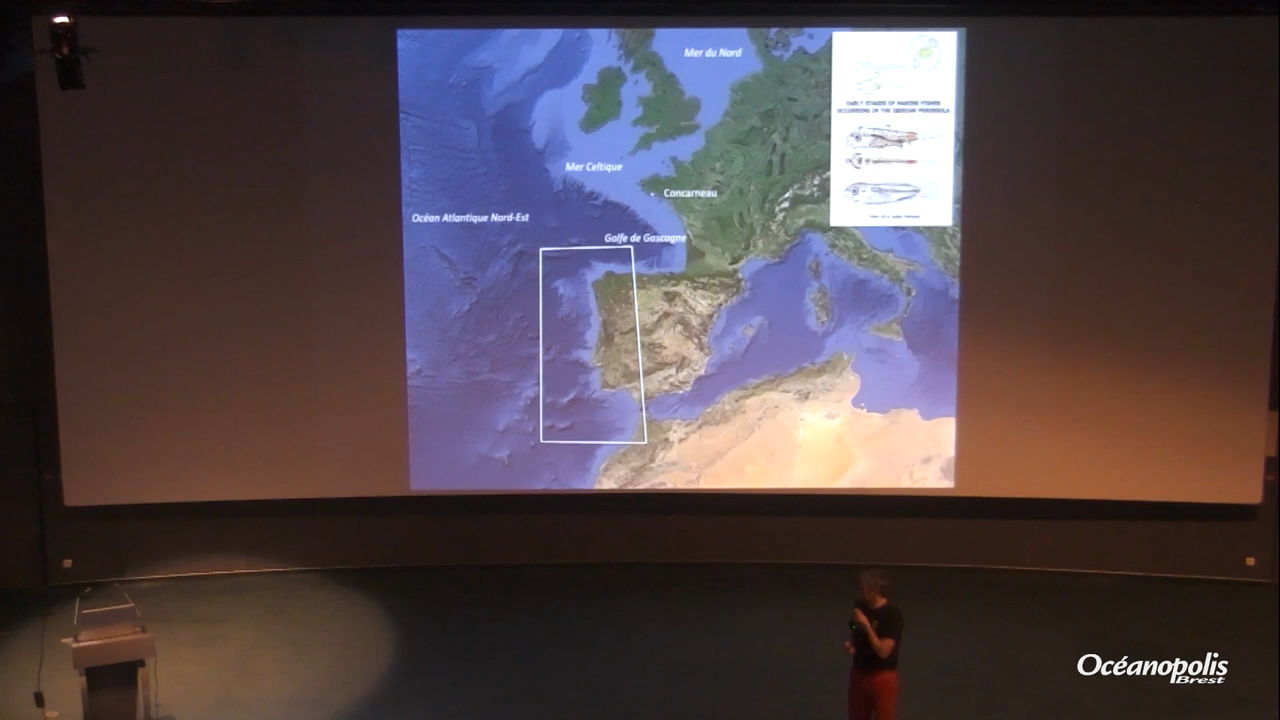 Mer du Nord
EARLY STAGES OF MARINE FISHES
OCCURRING IN THE IBERIAN PENINSULA
Mer Celtique
Concarneau
Océan Atlantique Nord-Est
Golfe de Gascogne
Océanopolis
Brest